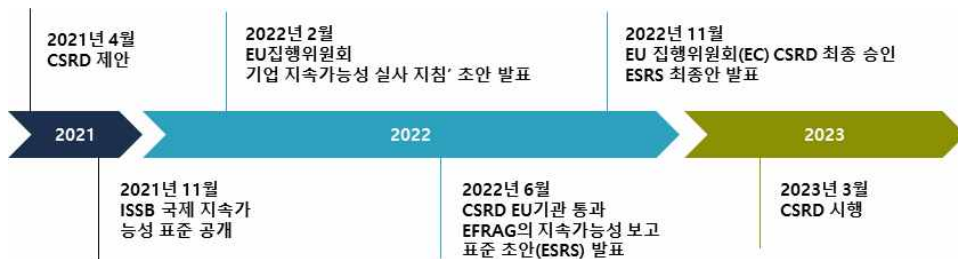 2021년 4월
CSRD 제안
2022년 2월
EU집행위원회
기업 지속가능성 실사 지침’ 초안 발표
2022년 11월
EU 집행위원회(EC) CSRD 최종 승인
ESRS 최종안 발표
2021
2022
2023
2021년 11월
ISSB 국제 지속가
능성 표준 공개
2022년 6월
CSRD EU기관 통과
EFRAG의 지속가능성 보고
표준 초안(ESRS) 발표
2023년 3월
CSRD 시행